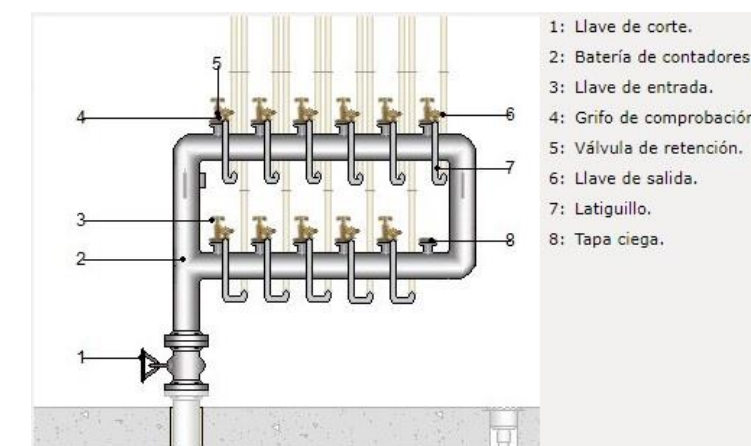 5
4
6
7
3
2
8
1
1: Llave de corte.
2: Batería de contadores
3: Llave de entrada.
4: Grifo de comprobación
5: Válvula de retención.
6: Llave de salida.
7: Latiguillo.
8: Tapa ciega.